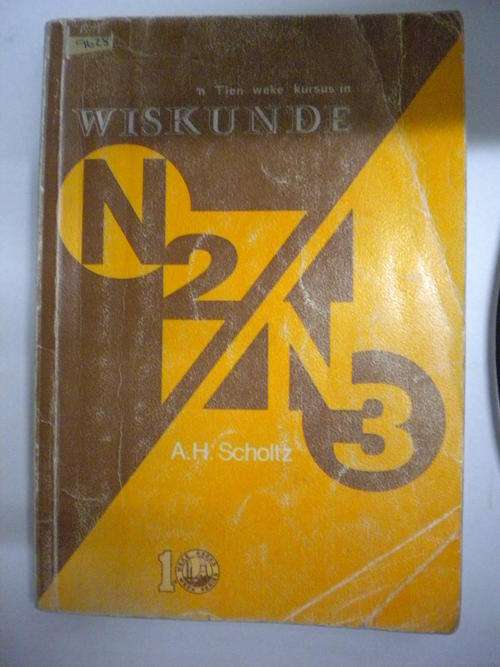 'n Tien weke kursus in
WISKUNDE
N2
N3
A.H. Scholtz
10